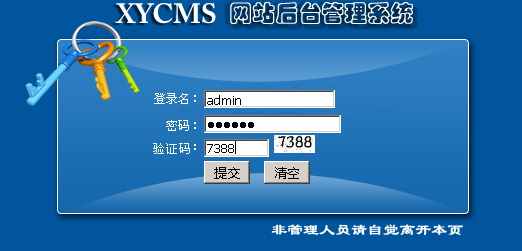 XYCMS 网站后台管理系统
登录名： admin
密码： ●●●●●●
验证码： 7388 7388
提交 清空
非管理人员请自觉离开本页